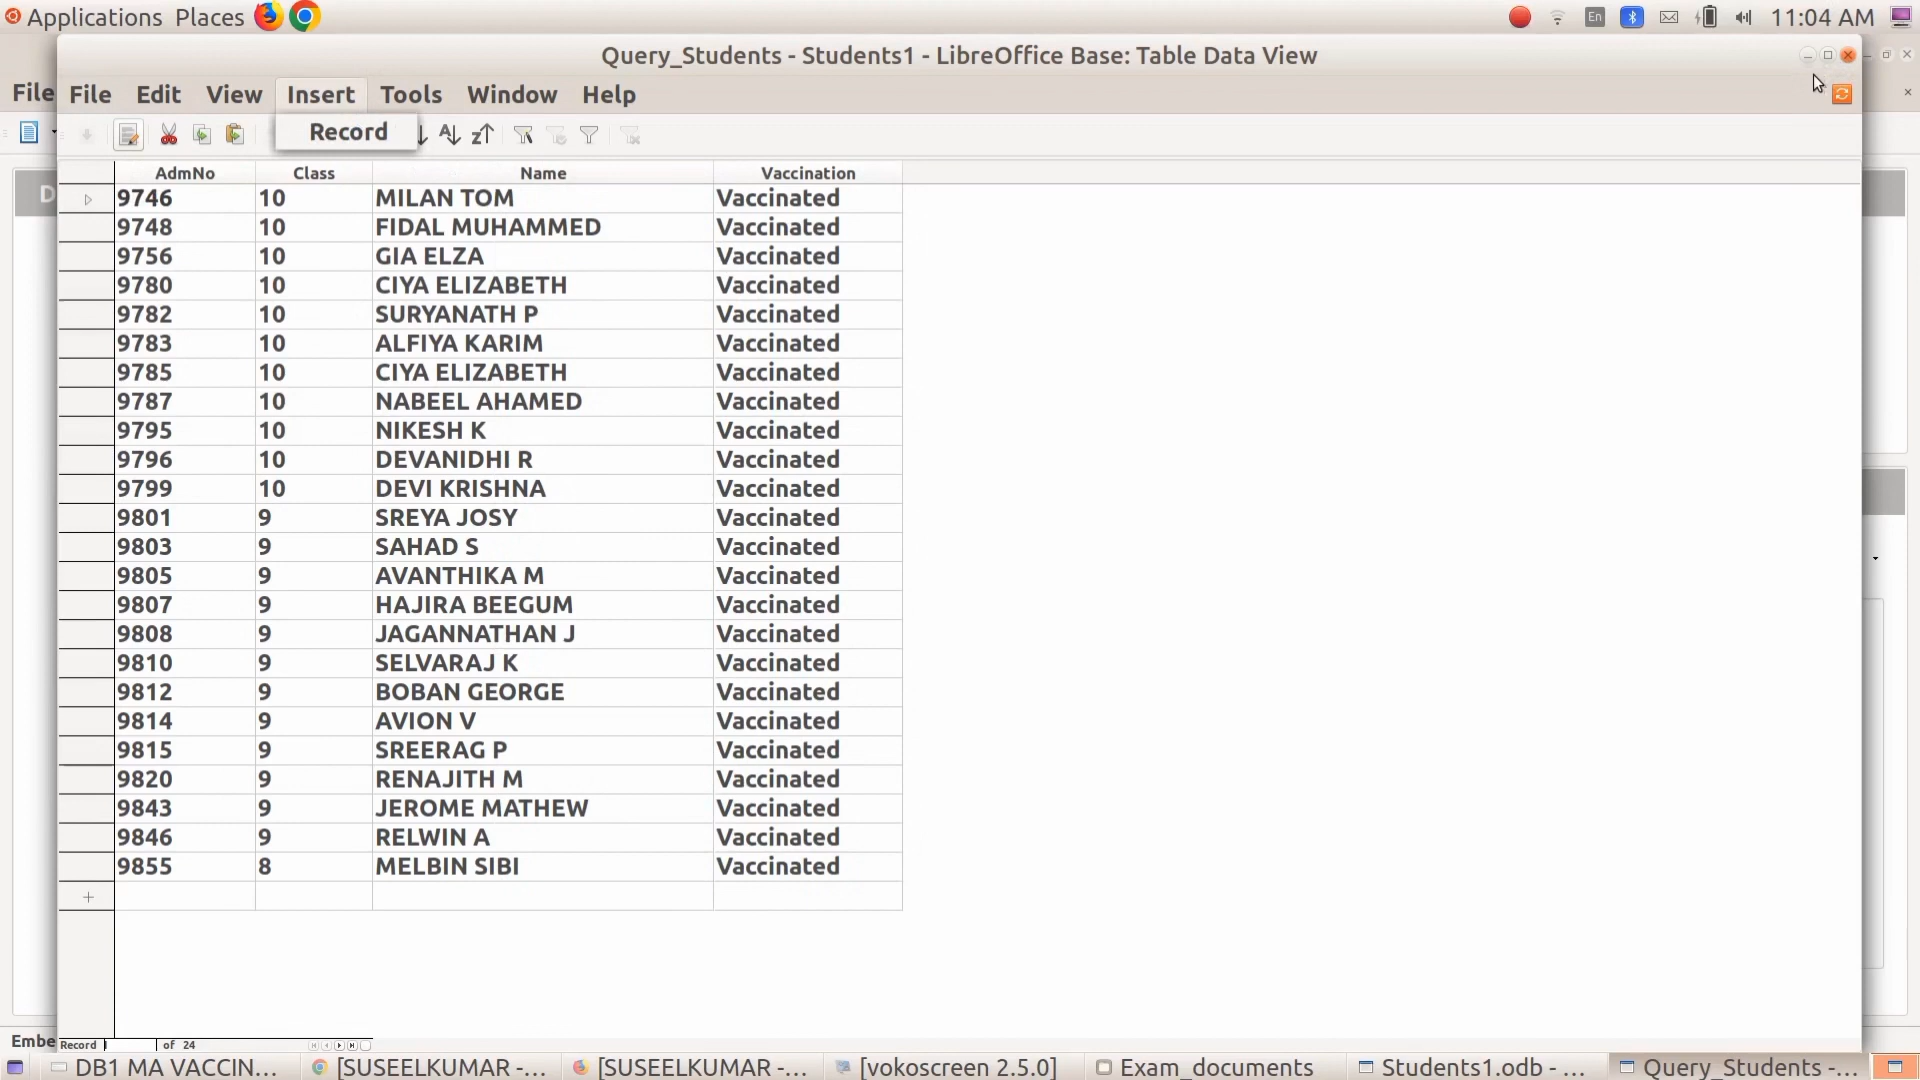 Applications Places En 11:04 AM
Query_Students - Students1 - LibreOffice Base: Table Data View
File
File Edit View Insert Tools Window Help
Record
AdmNo Class Name Vaccination
9746 10 MILAN TOM Vaccinated
9748 10 FIDAL MUHAMMED Vaccinated
9756 10 GIA ELZA Vaccinated
9780 10 CIYA ELIZABETH Vaccinated
9782 10 SURYANATH P Vaccinated
9783 10 ALFIYA KARIM Vaccinated
9785 10 CIYA ELIZABETH Vaccinated
9787 10 NABEEL AHAMED Vaccinated
9795 10 NIKESH K Vaccinated
9796 10 DEVANIDHI R Vaccinated
9799 10 DEVI KRISHNA Vaccinated
9801 9 SREYA JOSY Vaccinated
9803 9 SAHAD S Vaccinated
9805 9 AVANTHIKA M Vaccinated
9807 9 HAJIRA BEEGUM Vaccinated
9808 9 JAGANNATHAN J Vaccinated
9810 9 SELVARAJ K Vaccinated
9812 9 BOBAN GEORGE Vaccinated
9814 9 AVION V Vaccinated
9815 9 SREERAG P Vaccinated
9820 9 RENAJITH M Vaccinated
9843 9 JEROME MATHEW Vaccinated
9846 9 RELWIN A Vaccinated
9855 8 MELBIN SIBI Vaccinated
Embe Record of 24
DB1 MA VACCIN... [SUSEELKUMAR -... [SUSEELKUMAR -... [vokoscreen 2.5.0] Exam_documents Students1.odb - ... Query_Students -...